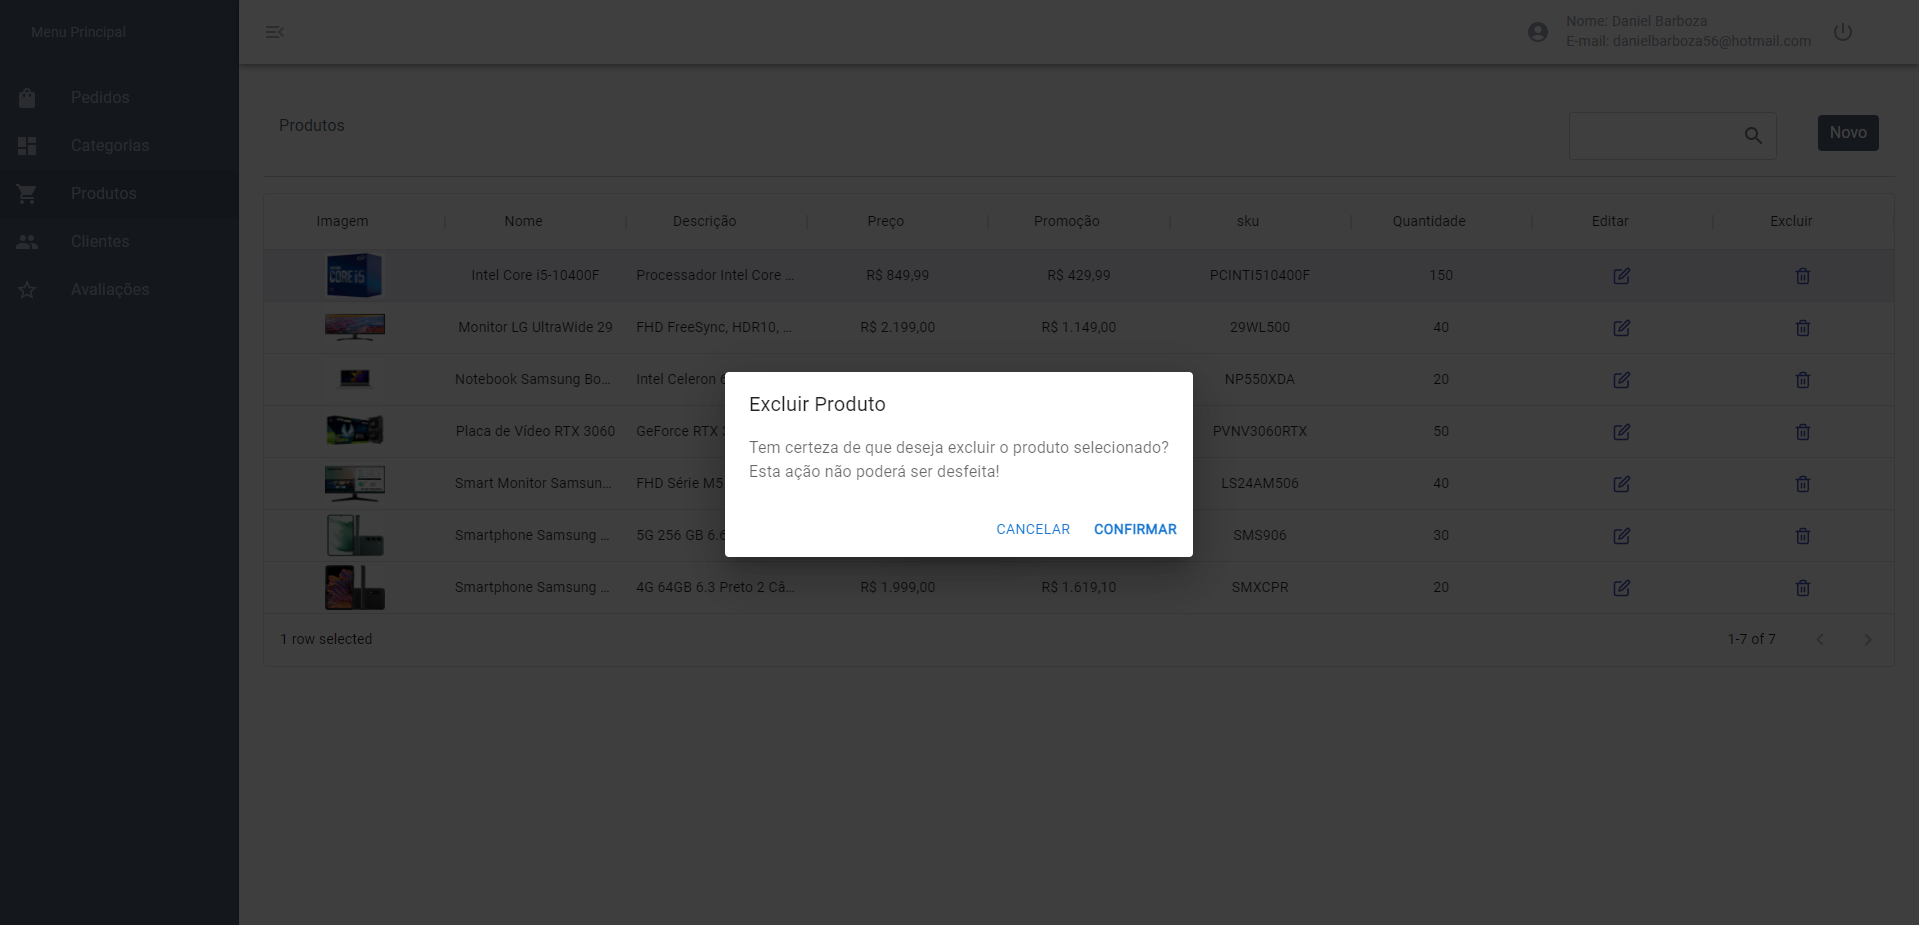 Menu Principal
Nome: Daniel Barboza
E-mail: danielbarboza56@hotmail.com
Pedidos
Categorias
Produtos
Clientes
Avaliações
Produtos
Novo
Imagem Nome Descrição Preço Promoção sku Quantidade Editar Excluir
CORE i5 Intel Core i5-10400F Processador Intel Core ... R$ 849,99 R$ 429,99 PCINTI510400F 150
Monitor LG UltraWide 29 FHD FreeSync, HDR10, ... R$ 2.199,00 R$ 1.149,00 29WL500 40
Notebook Samsung Bo... Intel Celeron NP550XDA 20
Placa de Vídeo RTX 3060 GeForce RTX PVNV3060RTX 50
Smart Monitor Samsun... FHD Série M5 LS24AM506 40
Smartphone Samsung ... 5G 256 GB 6.6 SMS906 30
Smartphone Samsung ... 4G 64GB 6.3 Preto 2 Câ... R$ 1.999,00 R$ 1.619,10 SMXCPR 20
1 row selected 1-7 of 7
Excluir Produto
Tem certeza de que deseja excluir o produto selecionado?
Esta ação não poderá ser desfeita!
CANCELAR CONFIRMAR